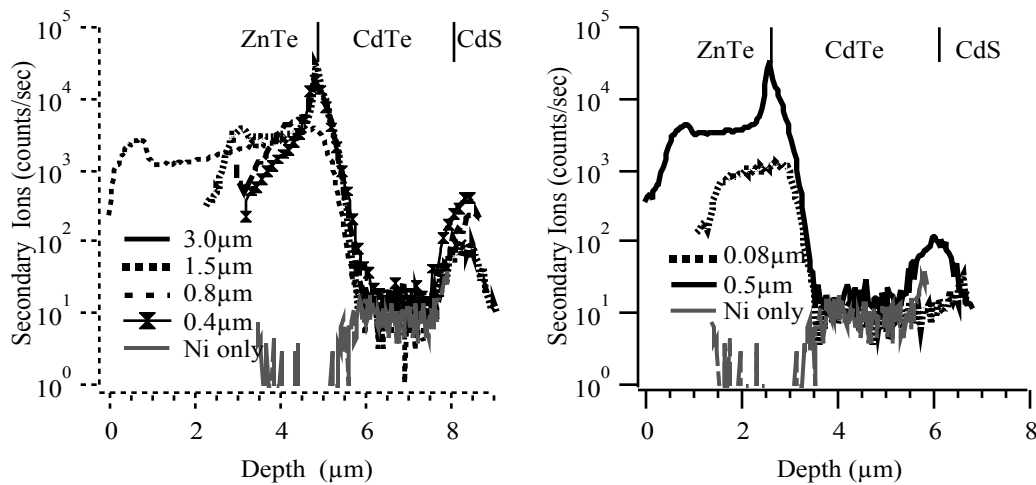 ZnTe CdTe CdS
Secondary Ions (counts/sec)
10^5
10^4
10^3
10^2
10^1
10^0
3.0µm
1.5µm
0.8µm
0.4µm
Ni only
0 2 4 6 8
Depth (µm)
ZnTe CdTe CdS
Secondary Ions (counts/sec)
10^5
10^4
10^3
10^2
10^1
10^0
0.08µm
0.5µm
Ni only
0 2 4 6 8
Depth (µm)